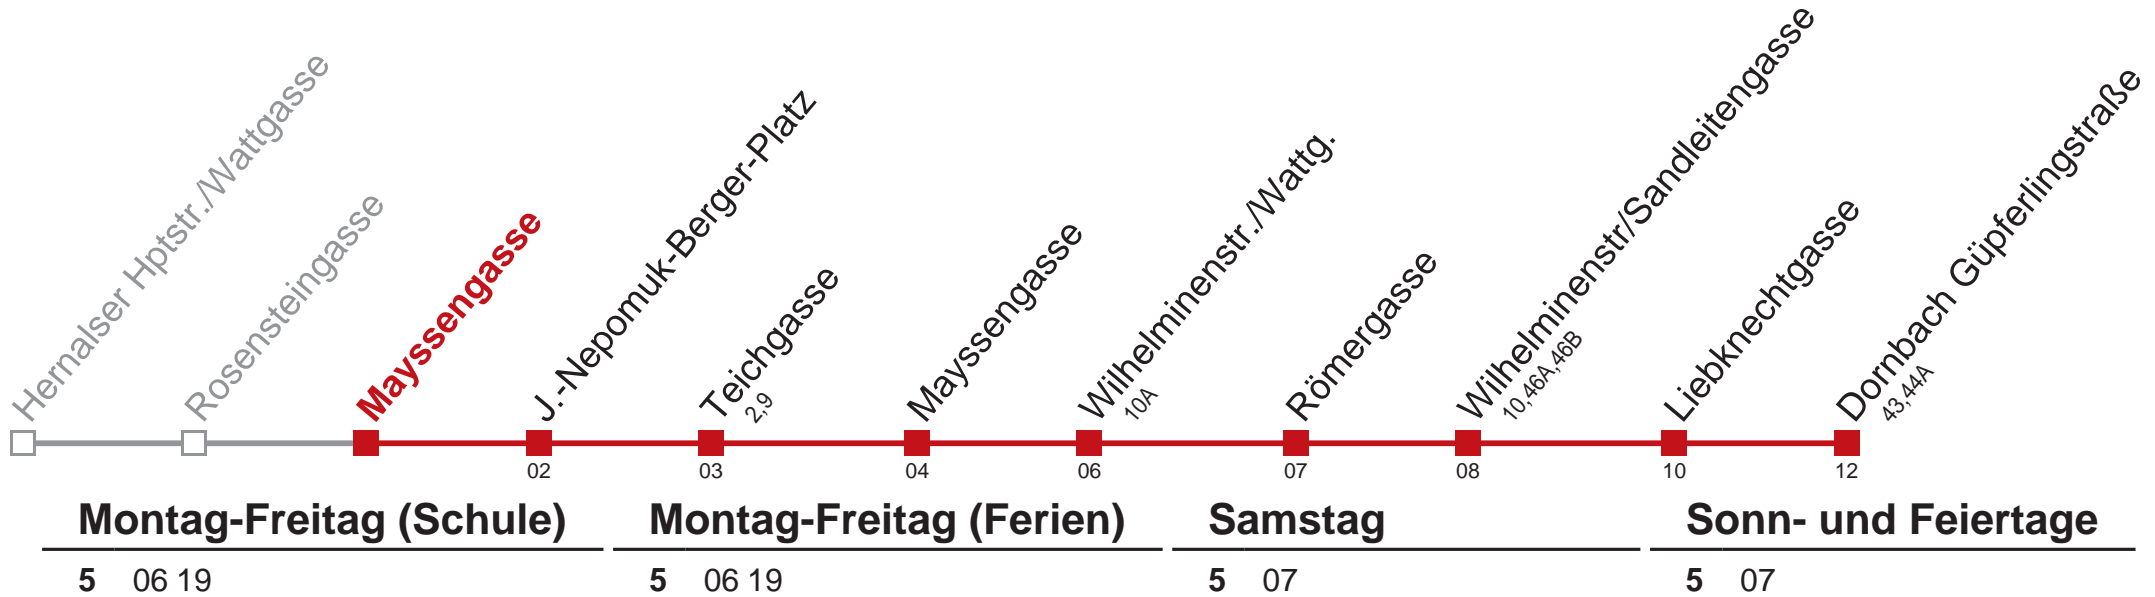 Hernalser Hptstr./Wattgasse
Rosensteingasse
Mayssengasse
J.-Nepomuk-Berger-Platz
Teichgasse
2,9
Mayssengasse
Wilhelminenstr./Wattg.
10A
Römergasse
Wilhelminenstr/Sandleitengasse
10,46A,46B
Liebknechtgasse
Dornbach Güpferlingstraße
43,44A
02 03 04 06 07 08 10 12
Montag-Freitag (Schule) Montag-Freitag (Ferien) Samstag Sonn- und Feiertage
5 06 19 5 06 19 5 07 5 07